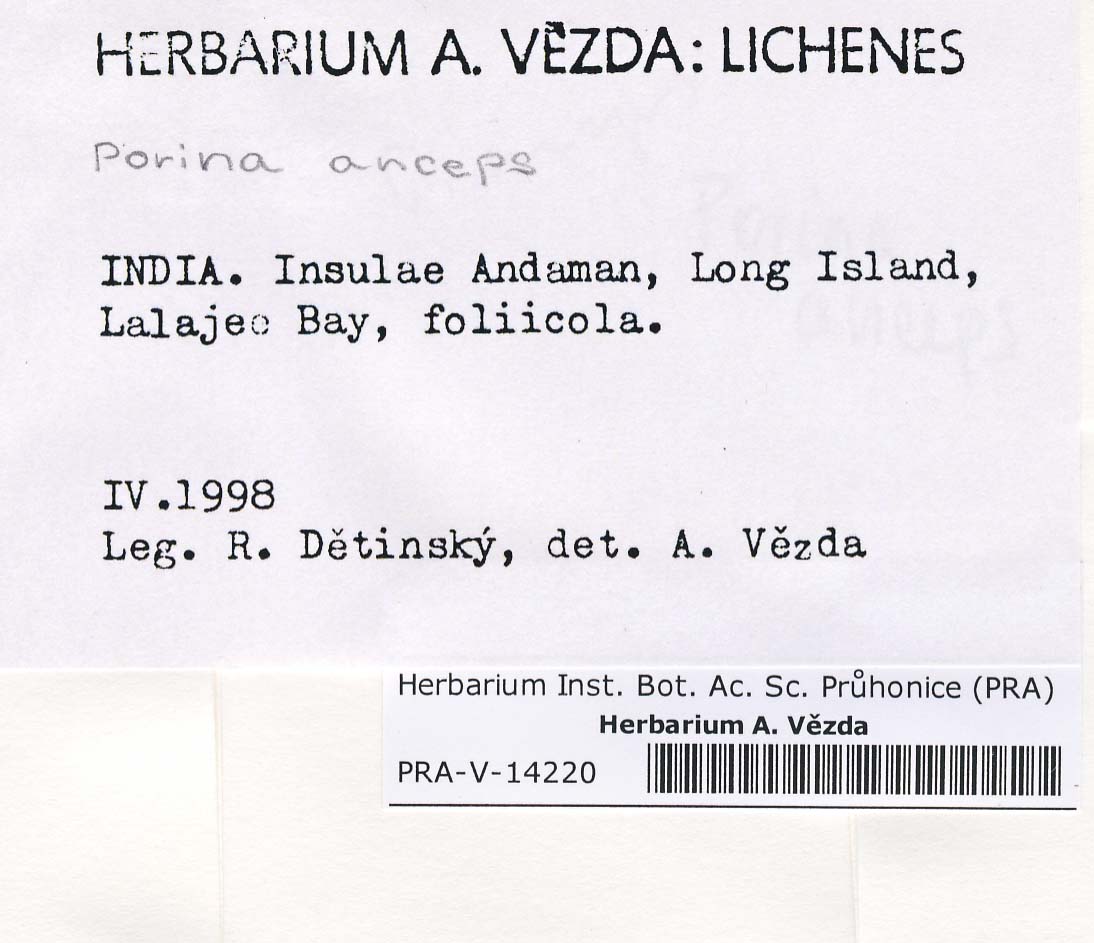 HERBARIUM A. VĚZDA: LICHENES
Porina anceps
INDIA. Insulae Andaman, Long Island,
Lalajee Bay, foliicola.
IV.1998
Leg. R. Dětinský, det. A. Vězda
Herbarium Inst. Bot. Ac. Sc. Průhonice (PRA)
Herbarium A. Vězda
PRA-V-14220